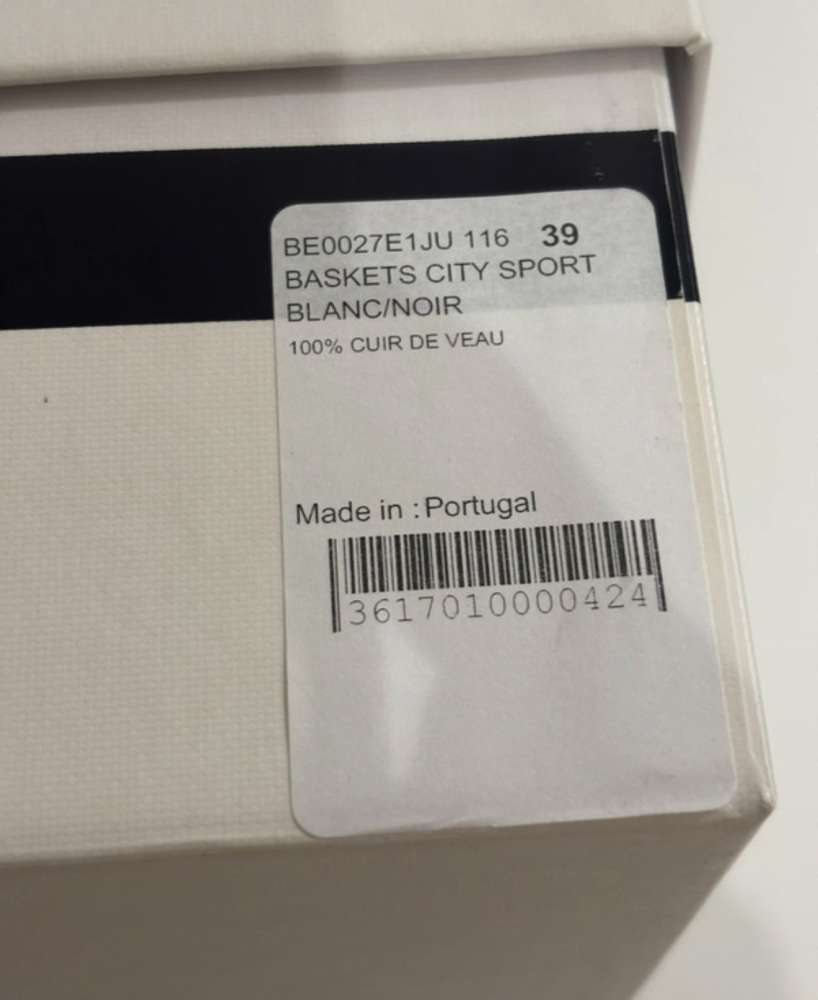 BE0027E1JU 116 39
BASKETS CITY SPORT
BLANC/NOIR
100% CUIR DE VEAU
Made in : Portugal
3617010000424